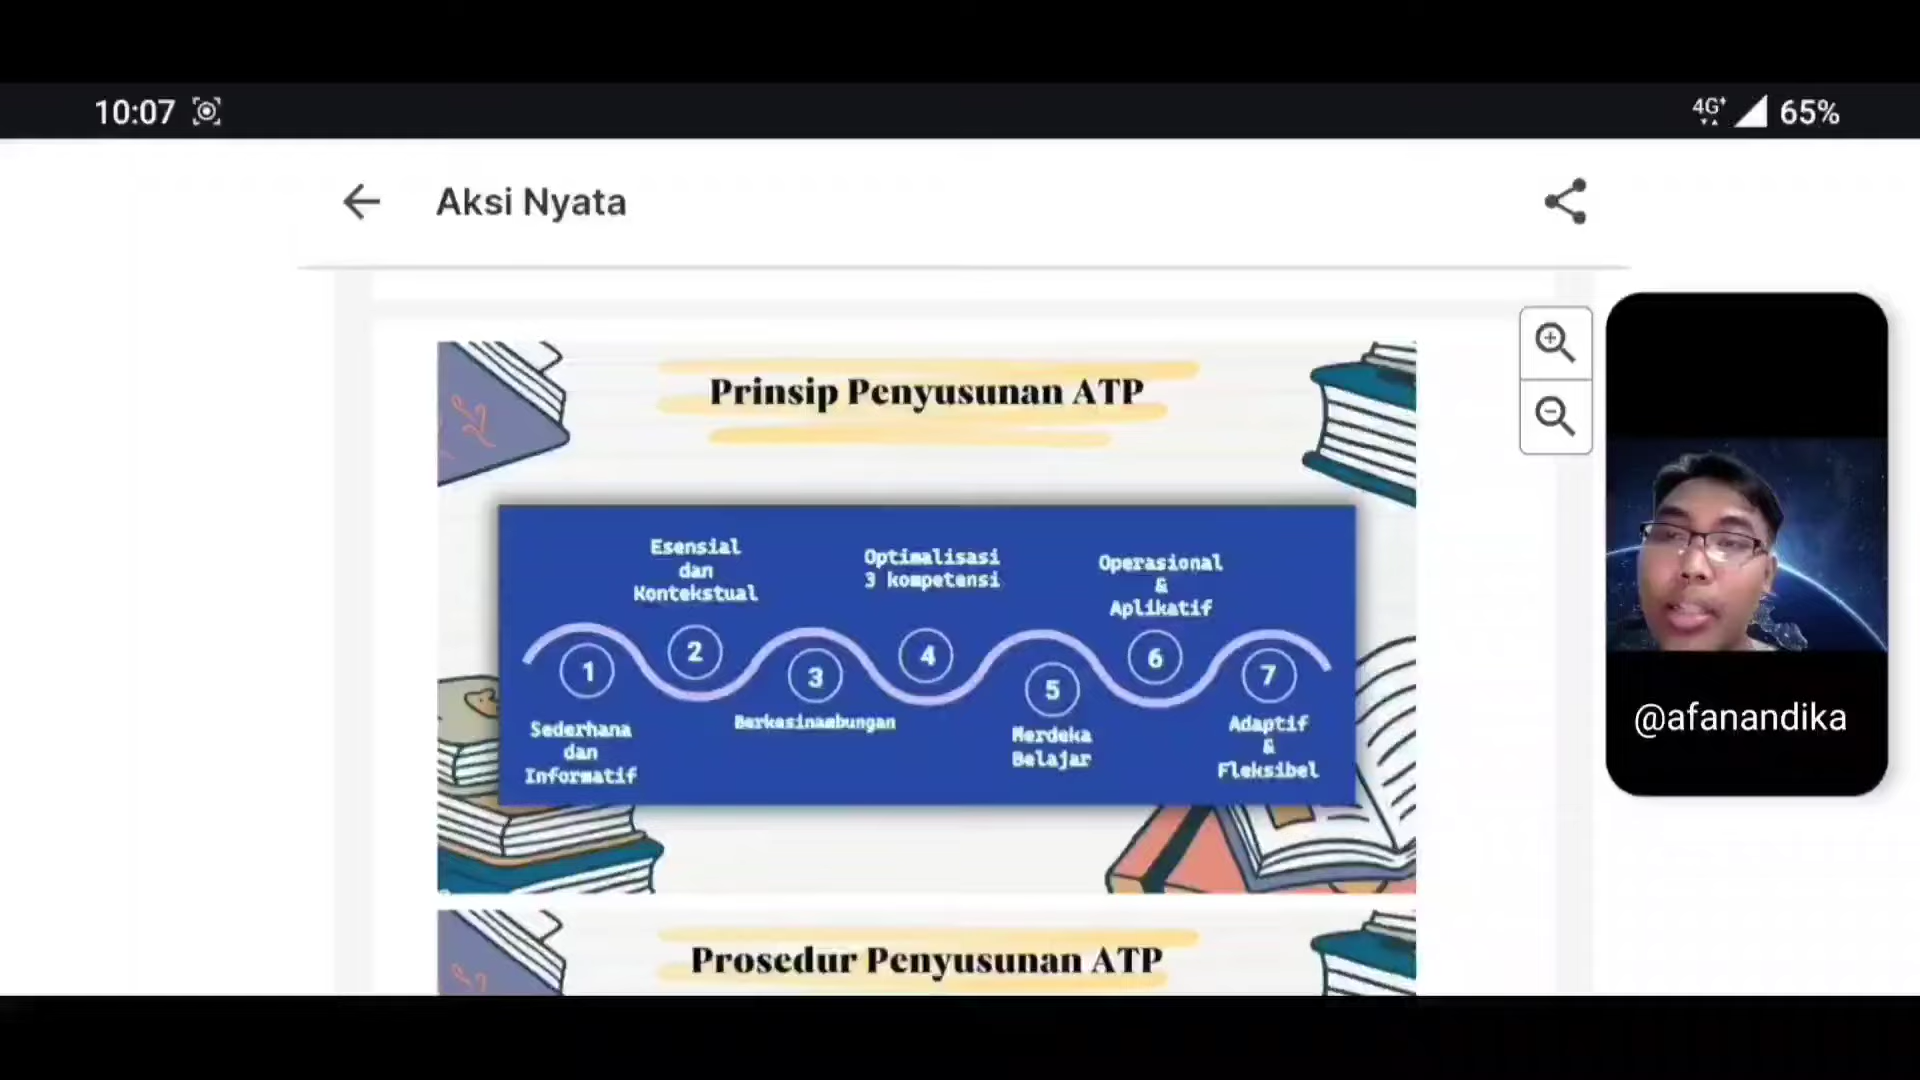 10:07
4G+
65%
Aksi Nyata
Prinsip Penyusunan ATP
Esensial
dan
Kontekstual
Optimalisasi
3 kompetensi
Operasional
&
Aplikatif
1
2
3
4
5
6
7
Sederhana
dan
Informatif
Berkesinambungan
Merdeka
Belajar
Adaptif
&
Fleksibel
@afanandika
Prosedur Penyusunan ATP